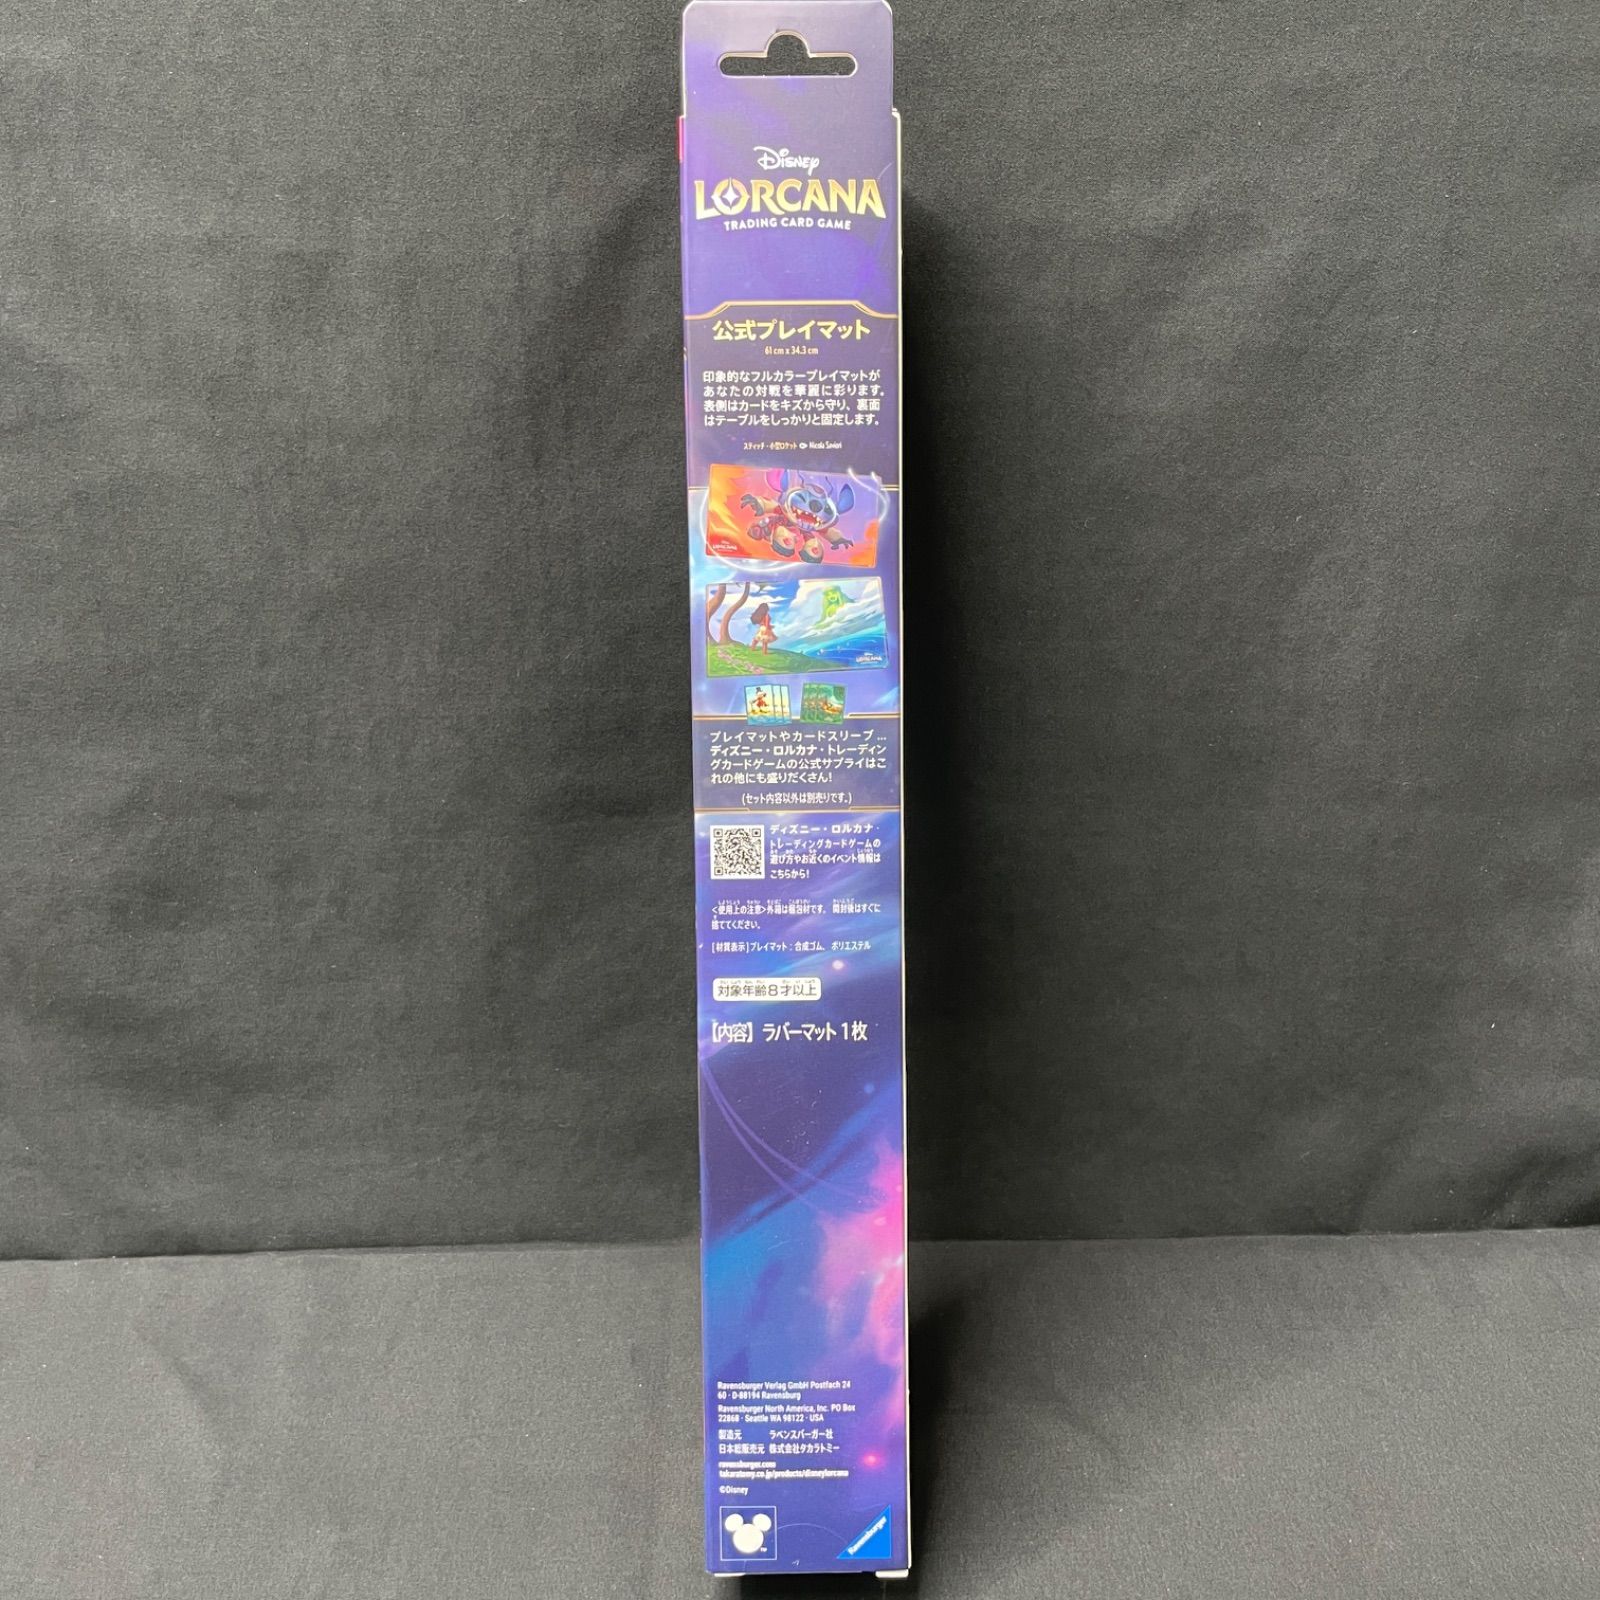 Disney
LORCANA
TRADING CARD GAME
公式プレイマット
61 cm x 34.3 cm
印象的なフルカラープレイマットが
あなたの対戦を華麗に彩ります。
表側はカードをキズから守り、裏面
はテーブルをしっかりと固定します。
スティッチ・小型ロケット Nicola Saviori
LORCANA
LORCANA
プレイマットやカードスリーブ...
ディズニー・ロルカナ・トレーディン
グカードゲームの公式サプライはこ
れの他にも盛りだくさん!
(セット内容以外は別売りです。)
ディズニー・ロルカナ・
トレーディングカードゲームの
遊び方やお近くのイベント情報は
こちらから!
<使用上の注意>外箱は梱包材です。開封後はすぐに
捨ててください。
[材質表示]プレイマット:合成ゴム、ポリエステル
対象年齢8才以上
【内容】ラバーマット1枚
Ravensburger Verlag GmbH Postfach 24
60 · D-88194 Ravensburg
Ravensburger North America, Inc. PO Box
22868 · Seattle WA 98122 · USA
製造元 ラベンスバーガー社
日本総販売元 株式会社タカラトミー
ravensburger.com
takaratomy.co.jp/products/disneylorcana
©Disney
Ravensburger